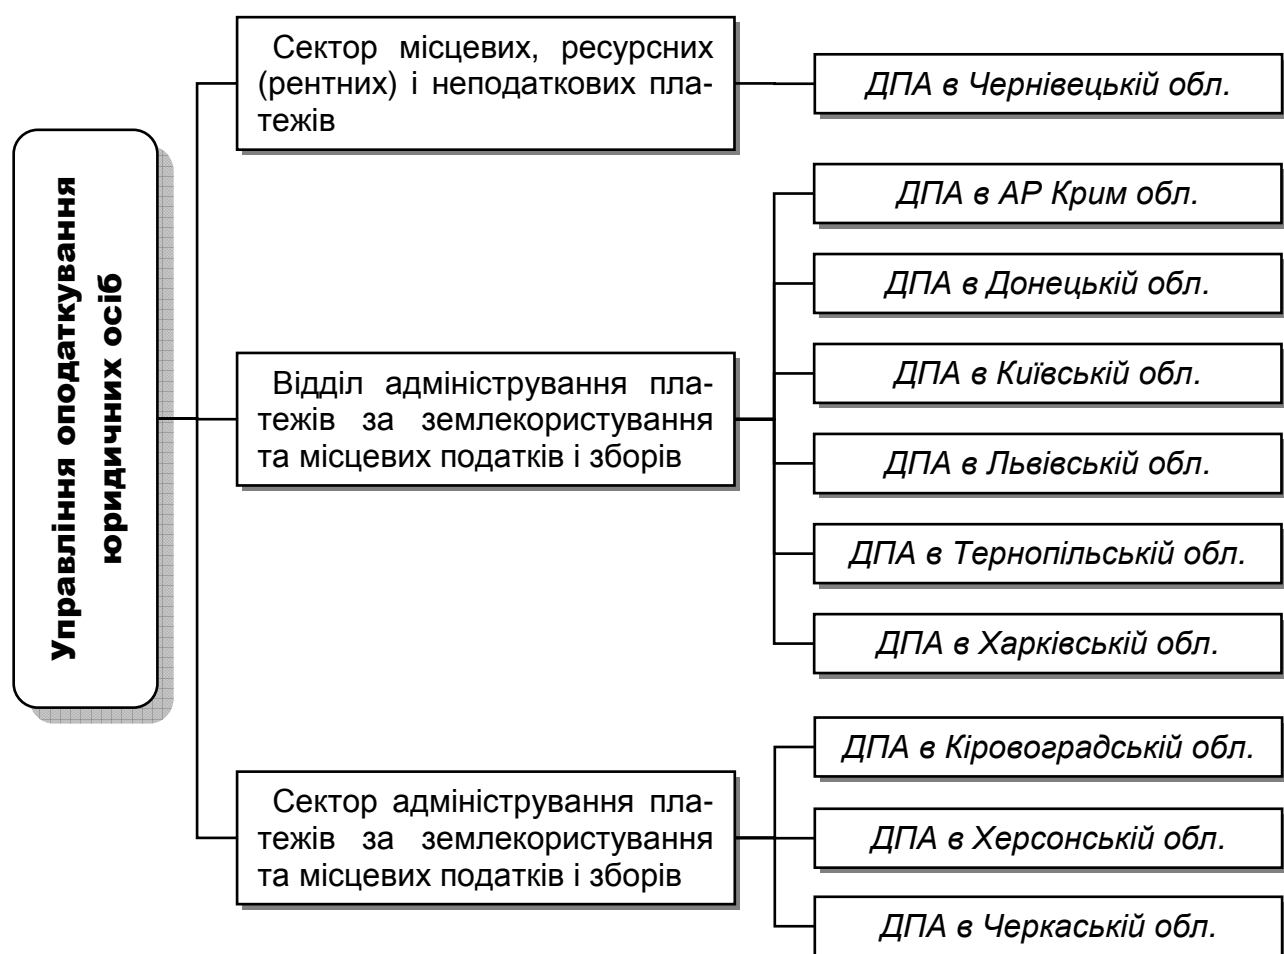 Управління оподаткування
юридичних осіб
Сектор місцевих, ресурсних
(рентних) і неподаткових пла-
тежів
ДПА в Чернівецькій обл.
Відділ адміністрування пла-
тежів за землекористування
та місцевих податків і зборів
ДПА в АР Крим обл.
ДПА в Донецькій обл.
ДПА в Київській обл.
ДПА в Львівській обл.
ДПА в Тернопільській обл.
ДПА в Харківській обл.
Сектор адміністрування пла-
тежів за землекористування
та місцевих податків і зборів
ДПА в Кіровоградській обл.
ДПА в Херсонській обл.
ДПА в Черкаській обл.